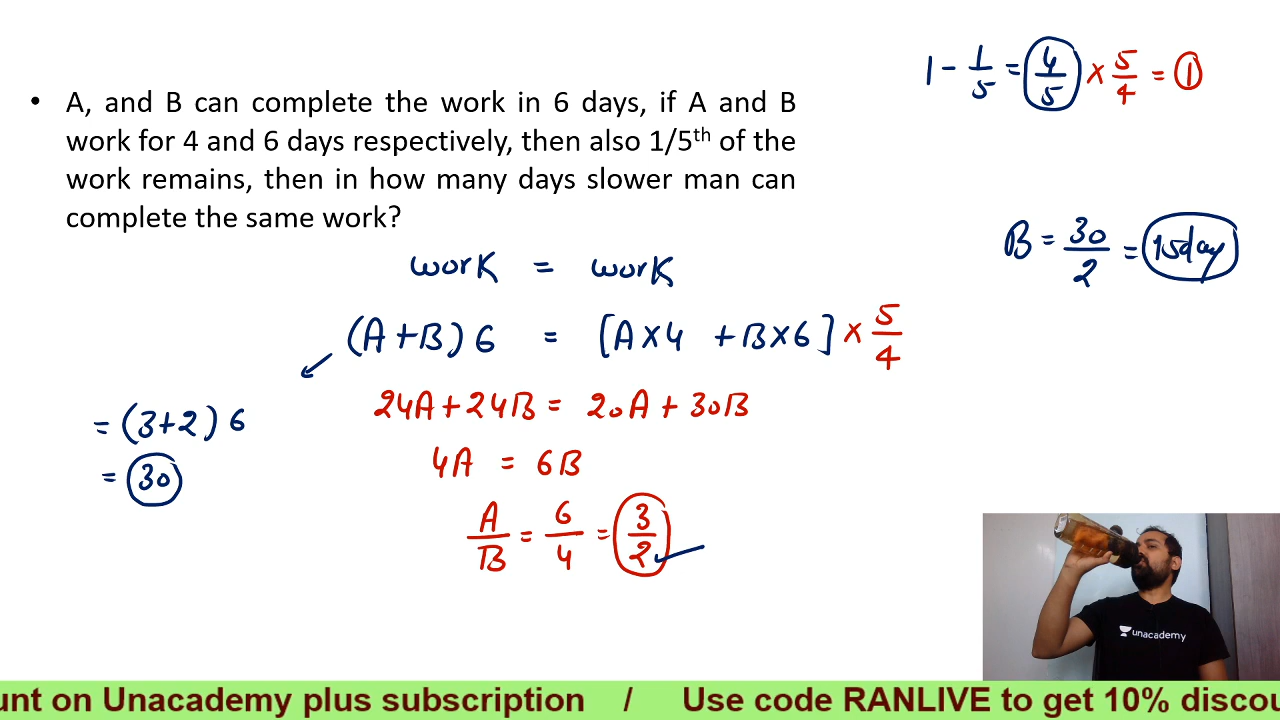 1 - 1/5 = 4/5 × 5/4 = 1
• A, and B can complete the work in 6 days, if A and B
work for 4 and 6 days respectively, then also 1/5th of the
work remains, then in how many days slower man can
complete the same work?
B = 30/2 = 15day
work = work
(A+B) 6 = [A×4 + B×6] × 5/4
24A + 24B = 20A + 30B
= (3+2) 6
4A = 6B
= 30
A/B = 6/4 = 3/2
unacademy
unt on Unacademy plus subscription / Use code RANLIVE to get 10% discou